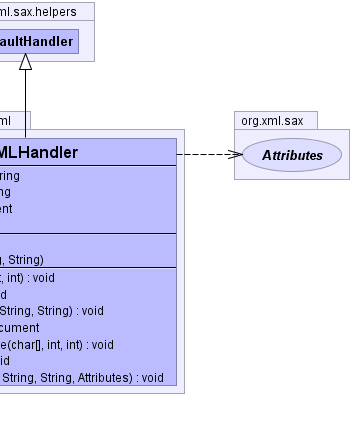 ml.sax.helpers
aultHandler
ml
org.xml.sax
MLHandler
Attributes
ring
ng
ent
g, String)
t, int) : void
d
String, String) : void
cument
e(char[], int, int) : void
id
String, String, Attributes) : void